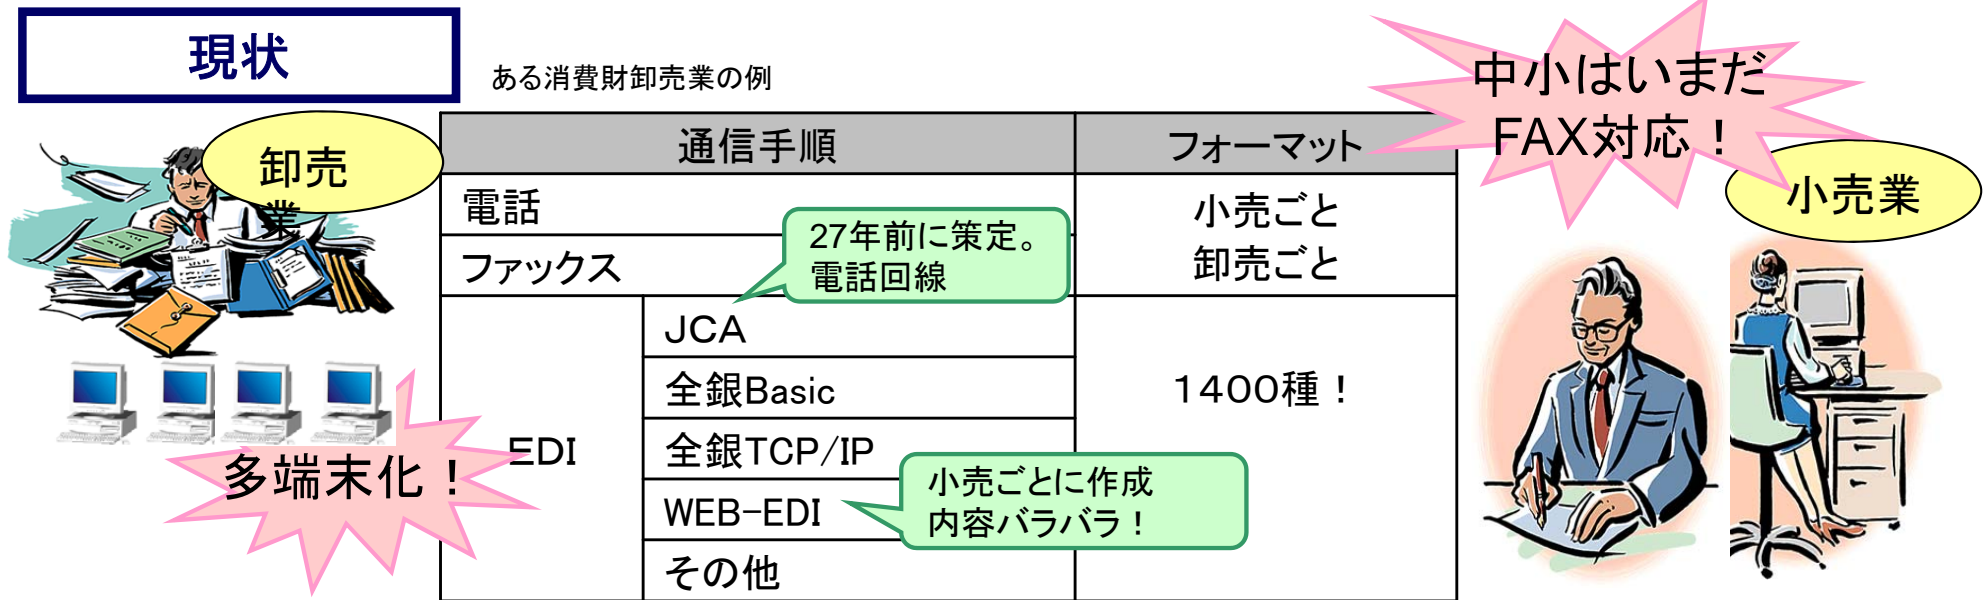 現状
ある消費財卸売業の例
中小はいまだ
FAX対応！
卸売
業
小売業
通信手順
フォーマット
電話
小売ごと
卸売ごと
27年前に策定。
電話回線
ファックス
EDI
JCA
全銀Basic
1400種！
全銀TCP/IP
WEB-EDI
小売ごとに作成
内容バラバラ！
その他
多端末化！